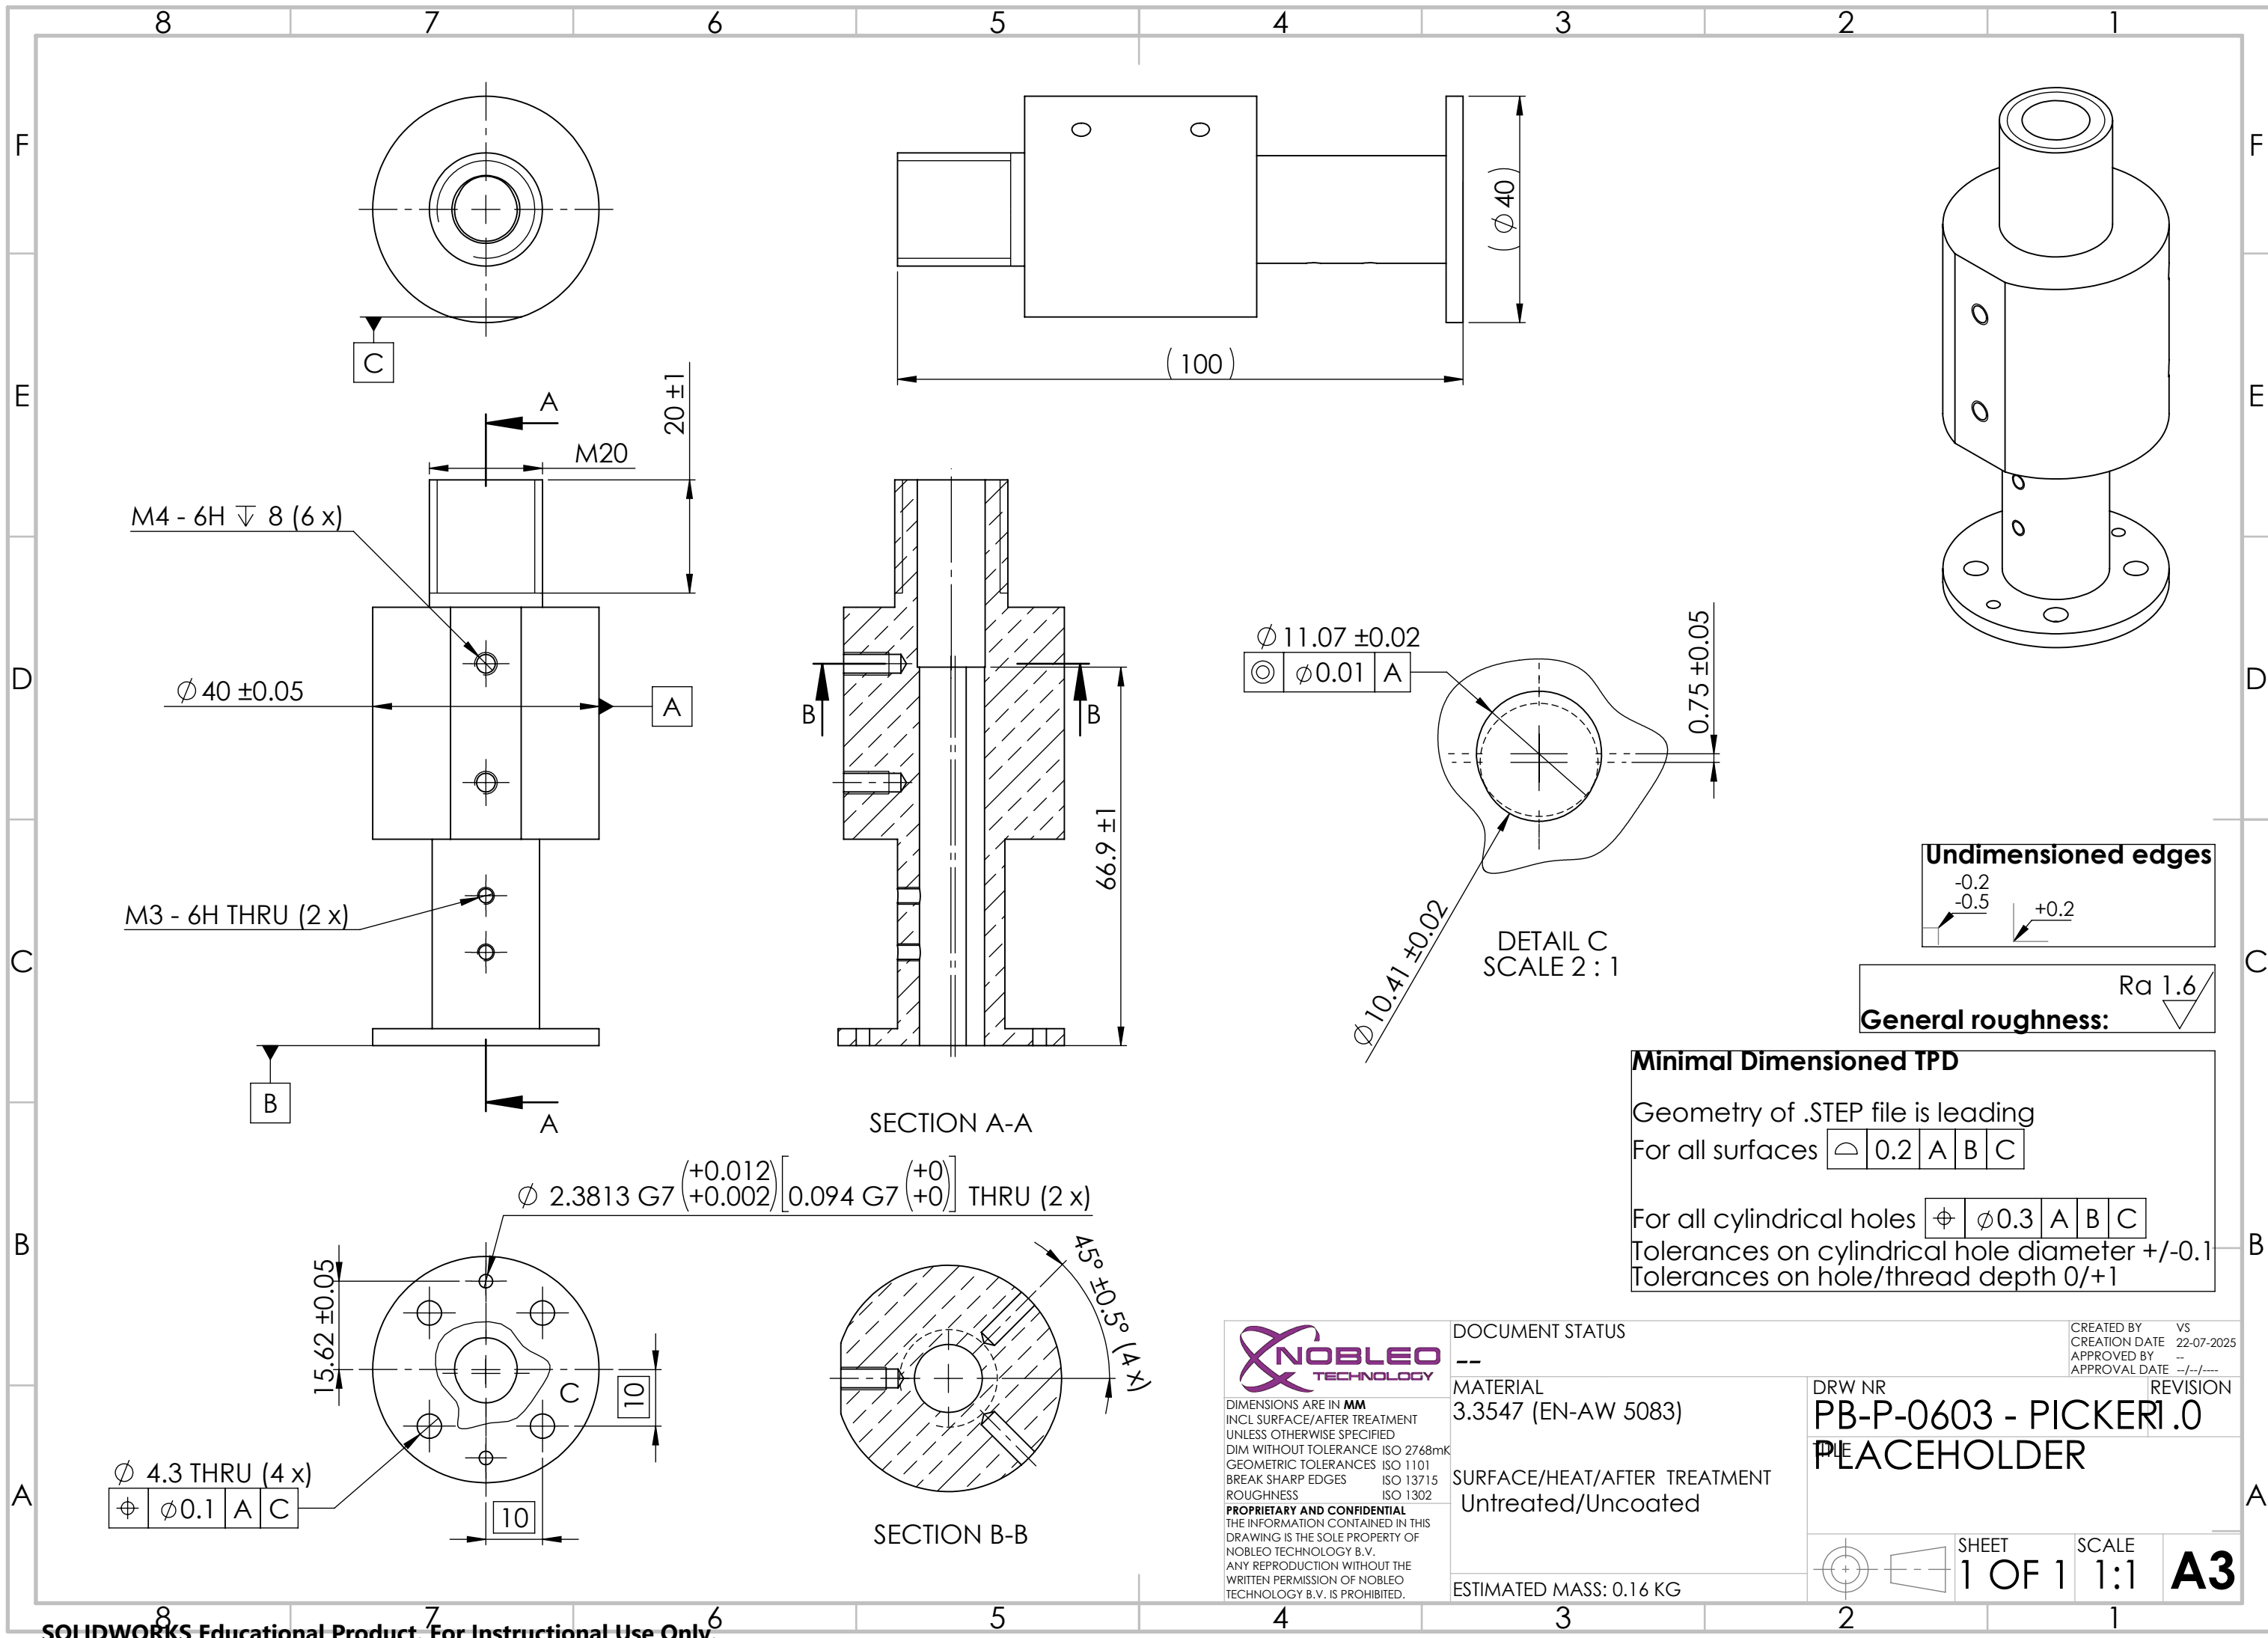 8 7 6 5 4 3 2 1
F F
E E
D D
C C
B B
A A
C
(⌀ 40)
(100)
A
M20
20 ±1
M4 - 6H ↧ 8 (6 x)
⌀ 40 ±0.05
A
M3 - 6H THRU (2 x)
B
A
B B
66.9 ±1
SECTION A-A
⌀ 11.07 ±0.02
◎ ⌀0.01 A
0.75 ±0.05
⌀ 10.41 ±0.02
DETAIL C
SCALE 2 : 1
Undimensioned edges
-0.2
-0.5
+0.2
Ra 1.6
General roughness:
Minimal Dimensioned TPD
Geometry of .STEP file is leading
For all surfaces ⌓ 0.2 A B C
For all cylindrical holes ⌖ ⌀0.3 A B C
Tolerances on cylindrical hole diameter +/-0.1
Tolerances on hole/thread depth 0/+1
⌀ 2.3813 G7 (+0.012 +0.002) [0.094 G7 (+0 +0)] THRU (2 x)
15.62 ±0.05
C
10
10
⌀ 4.3 THRU (4 x)
⌖ ⌀0.1 A C
45° ±0.5° (4 x)
SECTION B-B
NOBLEO
TECHNOLOGY
DIMENSIONS ARE IN MM
INCL SURFACE/AFTER TREATMENT
UNLESS OTHERWISE SPECIFIED
DIM WITHOUT TOLERANCE ISO 2768mK
GEOMETRIC TOLERANCES ISO 1101
BREAK SHARP EDGES ISO 13715
ROUGHNESS ISO 1302
PROPRIETARY AND CONFIDENTIAL
THE INFORMATION CONTAINED IN THIS
DRAWING IS THE SOLE PROPERTY OF
NOBLEO TECHNOLOGY B.V.
ANY REPRODUCTION WITHOUT THE
WRITTEN PERMISSION OF NOBLEO
TECHNOLOGY B.V. IS PROHIBITED.
DOCUMENT STATUS
--
MATERIAL
3.3547 (EN-AW 5083)
SURFACE/HEAT/AFTER TREATMENT
Untreated/Uncoated
ESTIMATED MASS: 0.16 KG
CREATED BY VS
CREATION DATE 22-07-2025
APPROVED BY --
APPROVAL DATE --/--/----
DRW NR
PB-P-0603 - PICKER
REVISION
1.0
TITLE
PLACEHOLDER
SHEET
1 OF 1
SCALE
1:1
A3
8 7 6 5 4 3 2 1
SOLIDWORKS Educational Product. For Instructional Use Only.